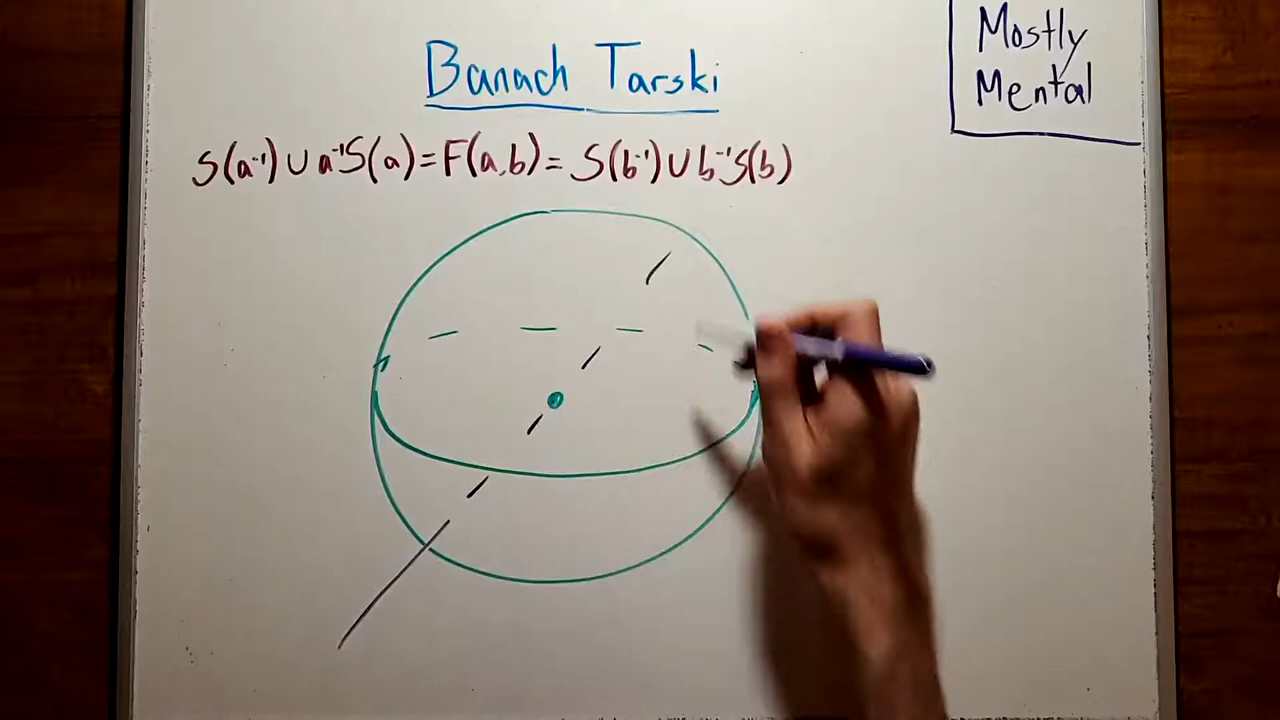 Banach Tarski
Mostly
Mental
S(a⁻¹) ∪ a⁻¹S(a) = F(a,b) = S(b⁻¹) ∪ b⁻¹S(b)